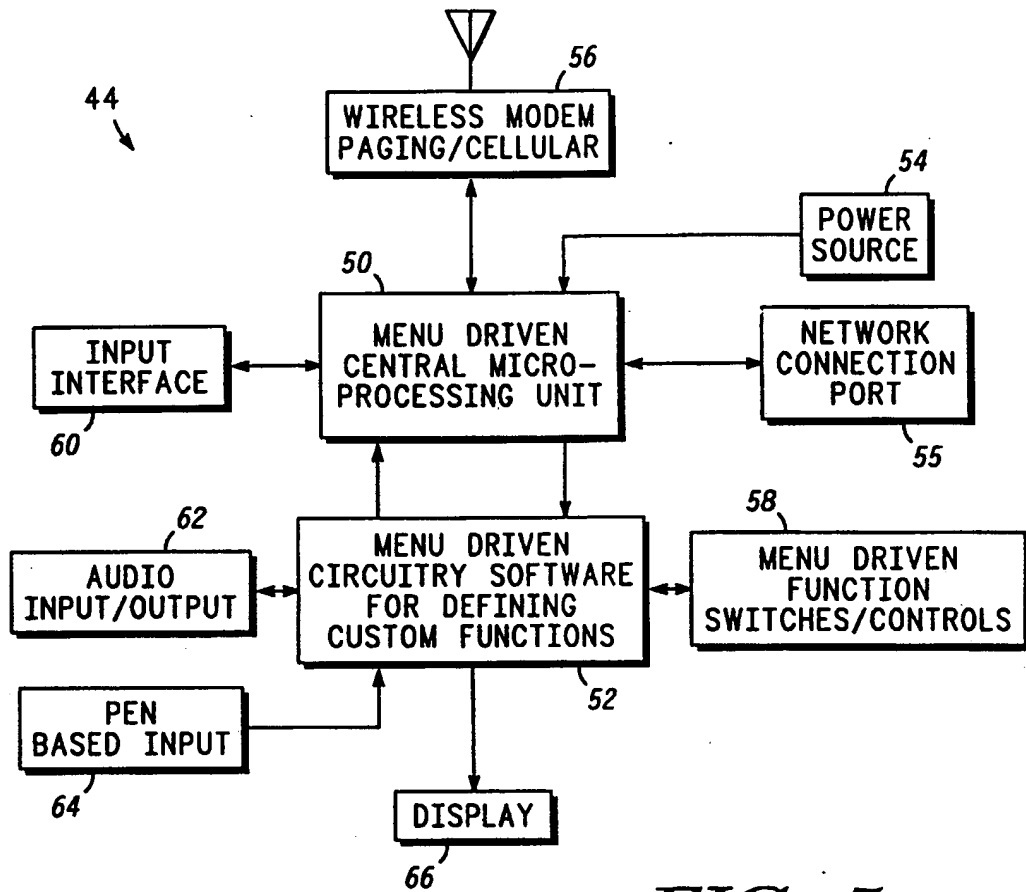 44
56
WIRELESS MODEM
PAGING/CELLULAR
54
POWER
SOURCE
50
MENU DRIVEN
CENTRAL MICRO-
PROCESSING UNIT
INPUT
INTERFACE
60
NETWORK
CONNECTION
PORT
55
62
AUDIO
INPUT/OUTPUT
MENU DRIVEN
CIRCUITRY SOFTWARE
FOR DEFINING
CUSTOM FUNCTIONS
52
58
MENU DRIVEN
FUNCTION
SWITCHES/CONTROLS
PEN
BASED INPUT
64
DISPLAY
66